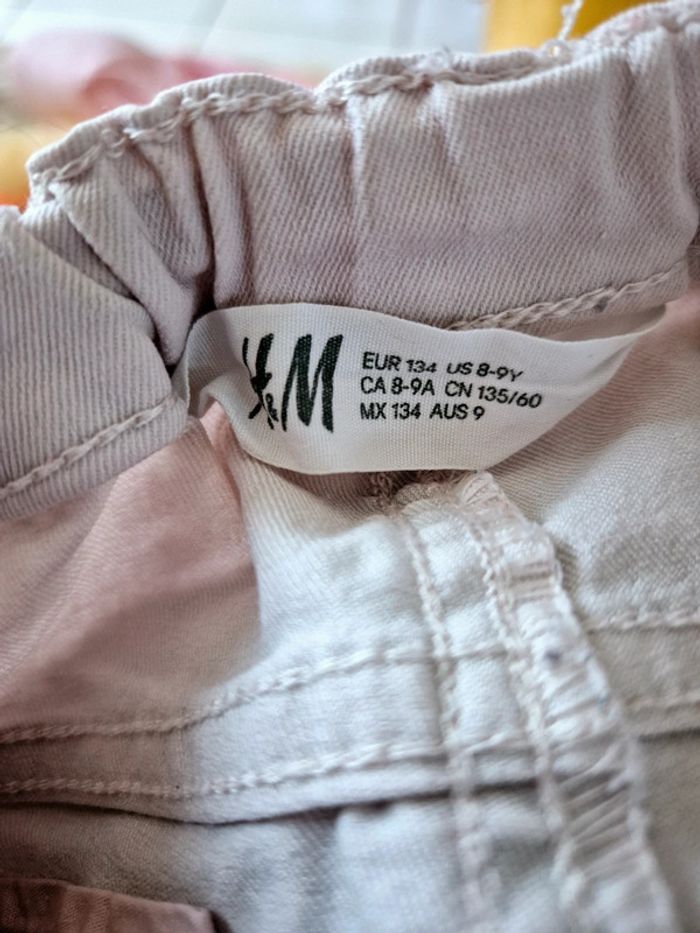 H&M
EUR 134 US 8-9Y
CA 8-9A CN 135/60
MX 134 AUS 9